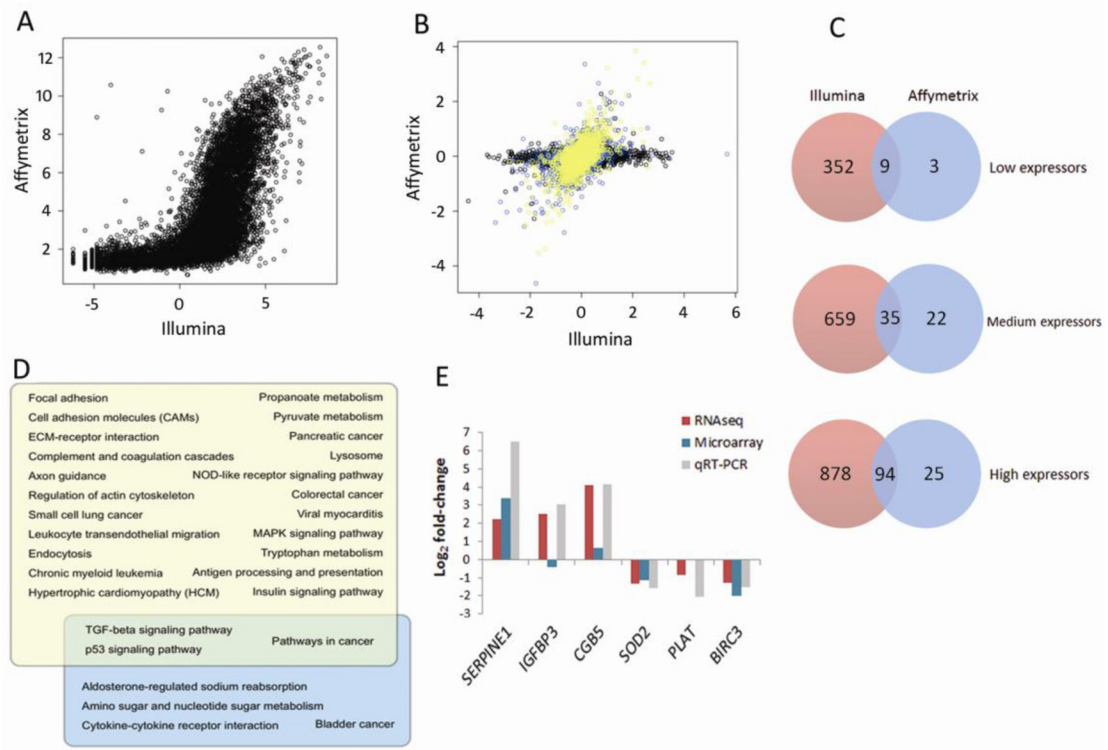 A
Affymetrix
12
10
8
6
4
2
-5
0
5
Illumina
B
Affymetrix
4
2
0
-2
-4
-4
-2
0
2
4
6
Illumina
C
Illumina Affymetrix
352 9 3 Low expressors
659 35 22 Medium expressors
878 94 25 High expressors
D
Focal adhesion Propanoate metabolism
Cell adhesion molecules (CAMs) Pyruvate metabolism
ECM-receptor interaction Pancreatic cancer
Complement and coagulation cascades Lysosome
Axon guidance NOD-like receptor signaling pathway
Regulation of actin cytoskeleton Colorectal cancer
Small cell lung cancer Viral myocarditis
Leukocyte transendothelial migration MAPK signaling pathway
Endocytosis Tryptophan metabolism
Chronic myeloid leukemia Antigen processing and presentation
Hypertrophic cardiomyopathy (HCM) Insulin signaling pathway
TGF-beta signaling pathway
Pathways in cancer
p53 signaling pathway
Aldosterone-regulated sodium reabsorption
Amino sugar and nucleotide sugar metabolism
Cytokine-cytokine receptor interaction Bladder cancer
E
RNAseq
Microarray
qRT-PCR
Log2 fold-change
7
6
5
4
3
2
1
0
-1
-2
-3
SERPINE1
IGFBP3
CGB5
SOD2
PLAT
BIRC3